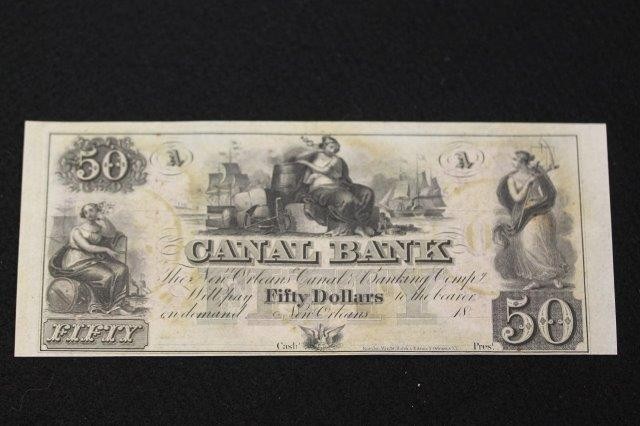 50
A
A
CANAL BANK
The New Orleans Canal & Banking Compy
Will pay Fifty Dollars to the bearer
on demand New Orleans 18
FIFTY
50
Cashr.
Prest.